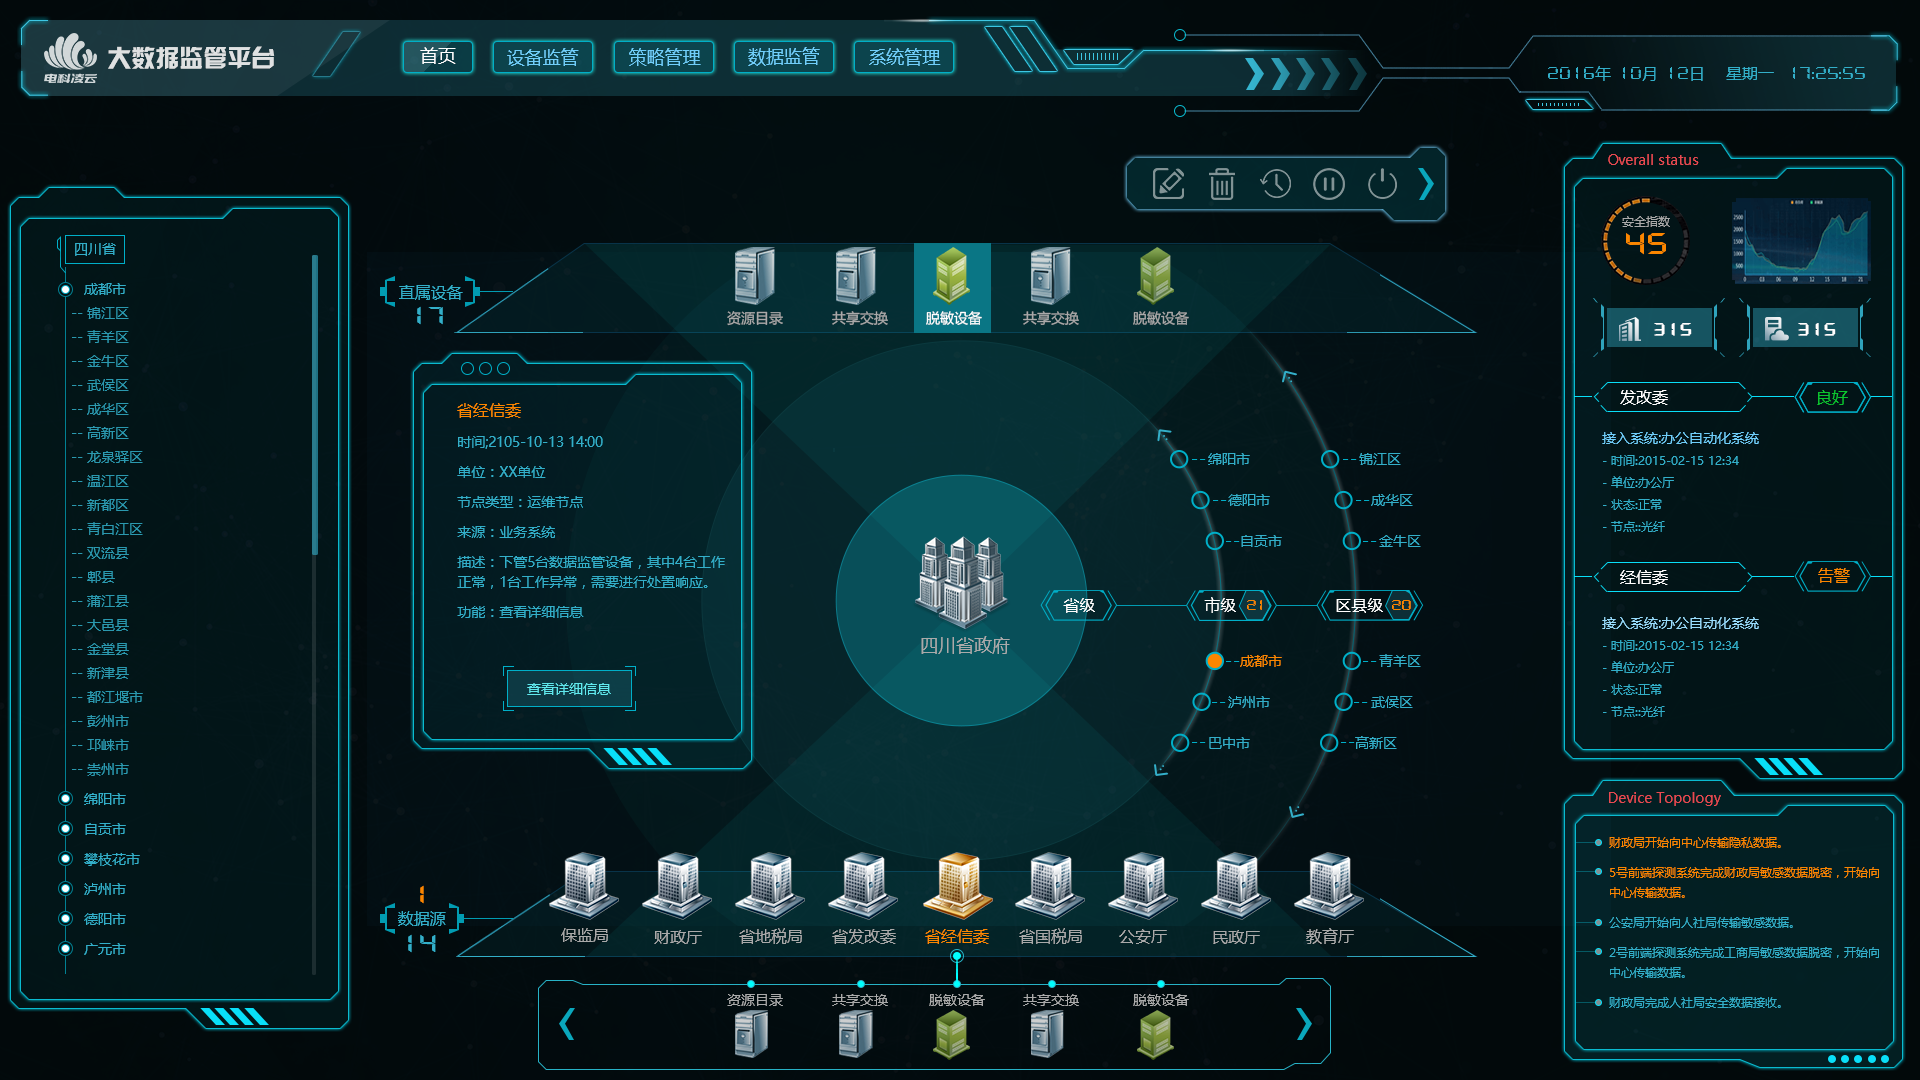 电科凌云
大数据监管平台
首页
设备监管
策略管理
数据监管
系统管理
2016年 10月 12日 星期一 17:25:55
四川省
成都市
-- 锦江区
-- 青羊区
-- 金牛区
-- 武侯区
-- 成华区
-- 高新区
-- 龙泉驿区
-- 温江区
-- 新都区
-- 青白江区
-- 双流县
-- 郫县
-- 蒲江县
-- 大邑县
-- 金堂县
-- 新津县
-- 都江堰市
-- 彭州市
-- 邛崃市
-- 崇州市
绵阳市
自贡市
攀枝花市
泸州市
德阳市
广元市
直属设备
17
资源目录
共享交换
脱敏设备
共享交换
脱敏设备
省经信委
时间;2105-10-13 14:00
单位：XX单位
节点类型：运维节点
来源：业务系统
描述：下管5台数据监管设备，其中4台工作
正常，1台工作异常，需要进行处置响应。
功能：查看详细信息
查看详细信息
四川省政府
省级
市级 21
区县级 20
--绵阳市
--德阳市
--自贡市
--成都市
--泸州市
--巴中市
--锦江区
--成华区
--金牛区
--青羊区
--武侯区
--高新区
1
数据源
14
保监局
财政厅
省地税局
省发改委
省经信委
省国税局
公安厅
民政厅
教育厅
资源目录
共享交换
脱敏设备
共享交换
脱敏设备
Overall status
安全指数
45
315
315
发改委
良好
接入系统:办公自动化系统
- 时间:2015-02-15 12:34
- 单位:办公厅
- 状态:正常
- 节点::光纤
经信委
告警
接入系统:办公自动化系统
- 时间:2015-02-15 12:34
- 单位:办公厅
- 状态:正常
- 节点::光纤
Device Topology
财政局开始向中心传输隐私数据。
5号前端探测系统完成财政局敏感数据脱密，开始向
中心传输数据。
公安局开始向人社局传输敏感数据。
2号前端探测系统完成工商局敏感数据脱密，开始向
中心传输数据。
财政局完成人社局安全数据接收。